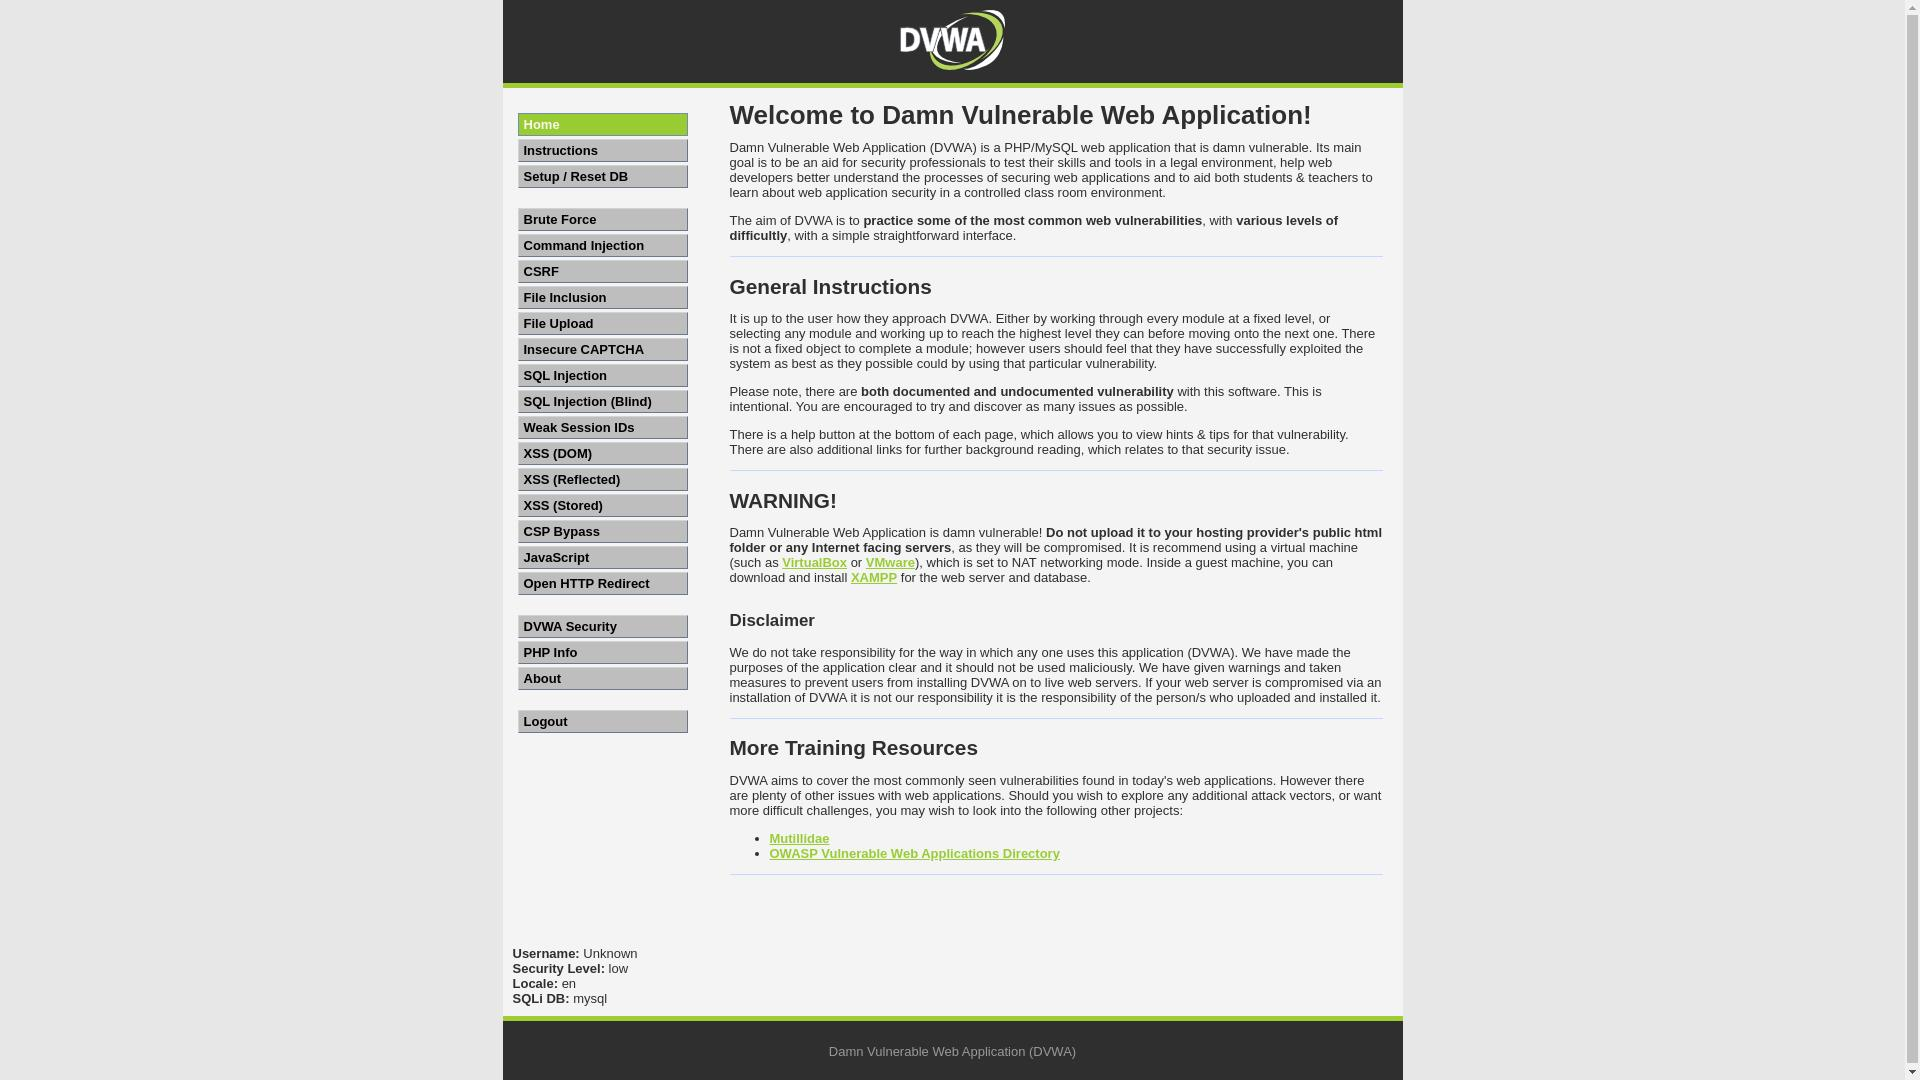 DVWA
Home
Instructions
Setup / Reset DB
Brute Force
Command Injection
CSRF
File Inclusion
File Upload
Insecure CAPTCHA
SQL Injection
SQL Injection (Blind)
Weak Session IDs
XSS (DOM)
XSS (Reflected)
XSS (Stored)
CSP Bypass
JavaScript
Open HTTP Redirect
DVWA Security
PHP Info
About
Logout
Welcome to Damn Vulnerable Web Application!
Damn Vulnerable Web Application (DVWA) is a PHP/MySQL web application that is damn vulnerable. Its main
goal is to be an aid for security professionals to test their skills and tools in a legal environment, help web
developers better understand the processes of securing web applications and to aid both students & teachers to
learn about web application security in a controlled class room environment.
The aim of DVWA is to practice some of the most common web vulnerabilities, with various levels of
difficultly, with a simple straightforward interface.
General Instructions
It is up to the user how they approach DVWA. Either by working through every module at a fixed level, or
selecting any module and working up to reach the highest level they can before moving onto the next one. There
is not a fixed object to complete a module; however users should feel that they have successfully exploited the
system as best as they possible could by using that particular vulnerability.
Please note, there are both documented and undocumented vulnerability with this software. This is
intentional. You are encouraged to try and discover as many issues as possible.
There is a help button at the bottom of each page, which allows you to view hints & tips for that vulnerability.
There are also additional links for further background reading, which relates to that security issue.
WARNING!
Damn Vulnerable Web Application is damn vulnerable! Do not upload it to your hosting provider's public html
folder or any Internet facing servers, as they will be compromised. It is recommend using a virtual machine
(such as VirtualBox or VMware), which is set to NAT networking mode. Inside a guest machine, you can
download and install XAMPP for the web server and database.
Disclaimer
We do not take responsibility for the way in which any one uses this application (DVWA). We have made the
purposes of the application clear and it should not be used maliciously. We have given warnings and taken
measures to prevent users from installing DVWA on to live web servers. If your web server is compromised via an
installation of DVWA it is not our responsibility it is the responsibility of the person/s who uploaded and installed it.
More Training Resources
DVWA aims to cover the most commonly seen vulnerabilities found in today's web applications. However there
are plenty of other issues with web applications. Should you wish to explore any additional attack vectors, or want
more difficult challenges, you may wish to look into the following other projects:
• Mutillidae
• OWASP Vulnerable Web Applications Directory
Username: Unknown
Security Level: low
Locale: en
SQLi DB: mysql
Damn Vulnerable Web Application (DVWA)